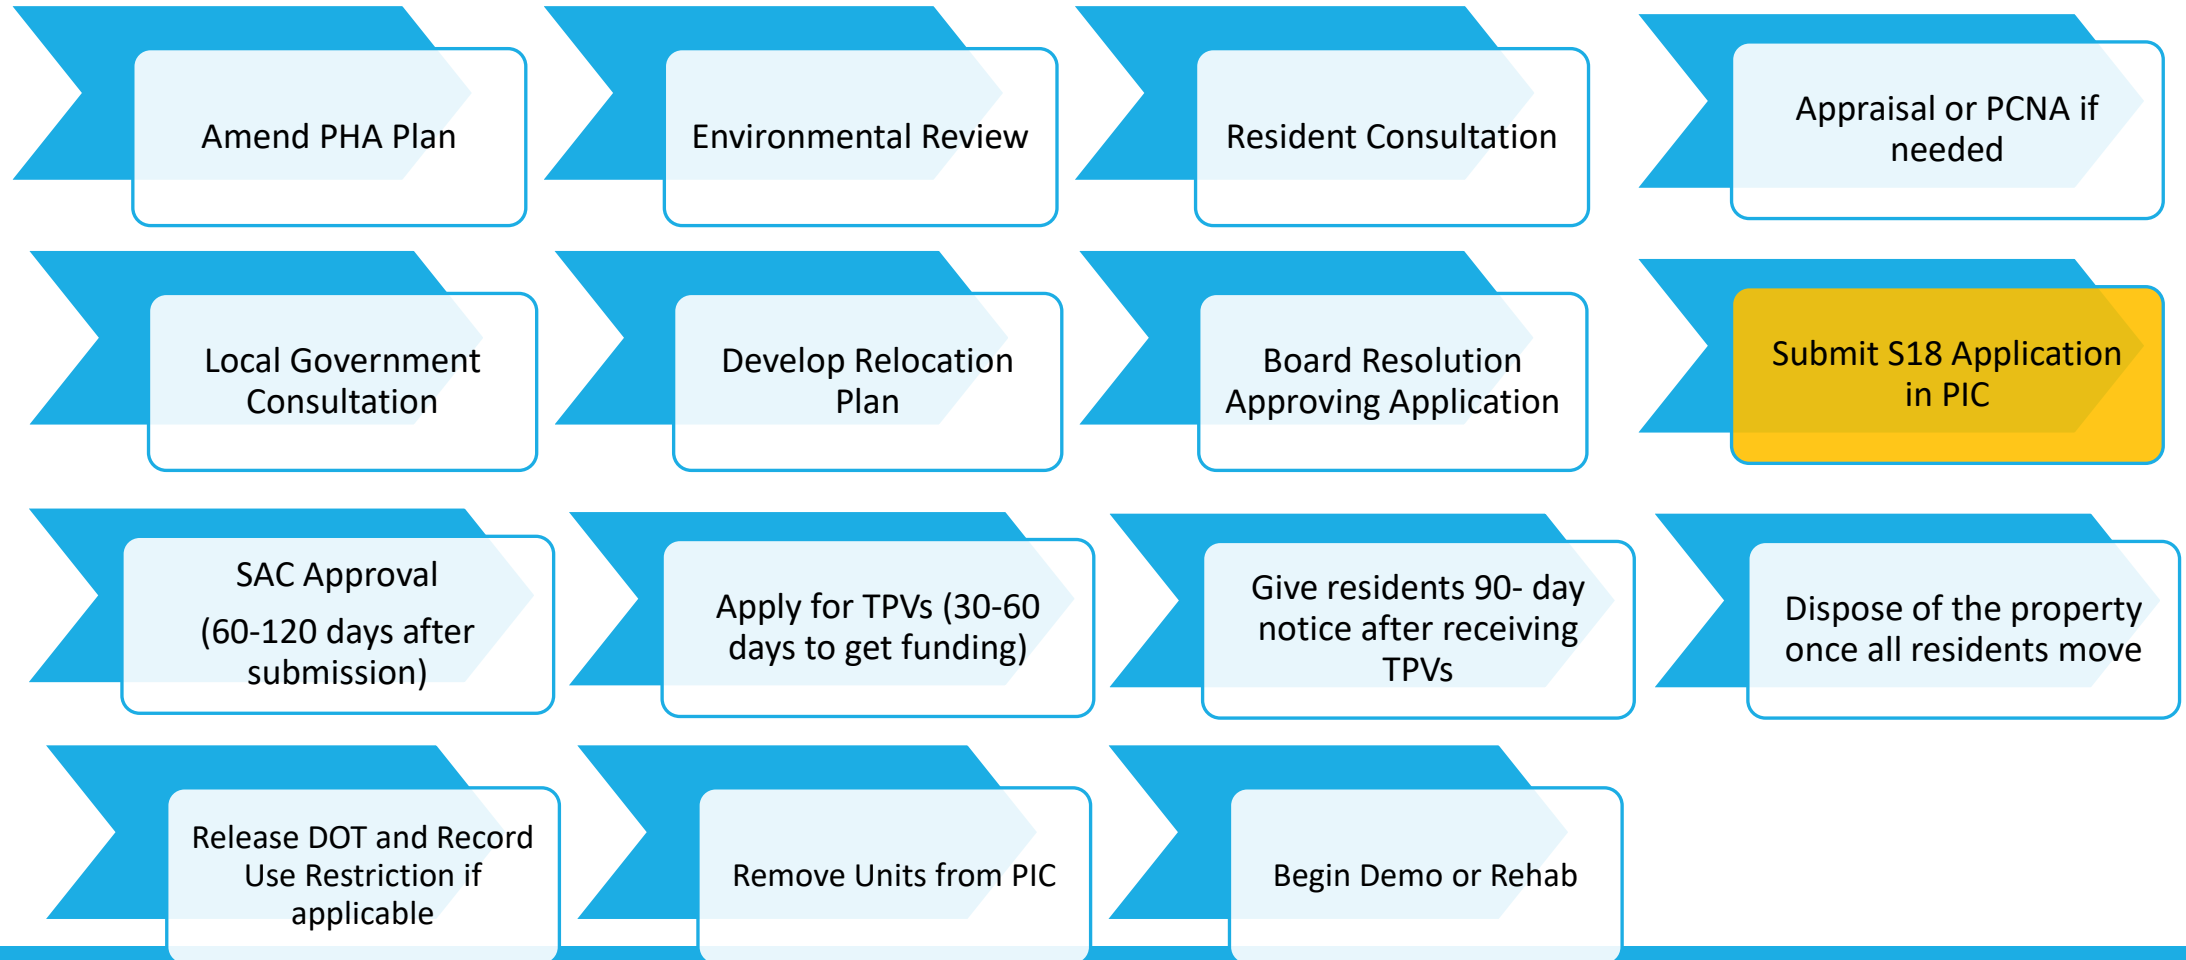 Amend PHA Plan
Environmental Review
Resident Consultation
Appraisal or PCNA if
needed
Local Government
Consultation
Develop Relocation
Plan
Board Resolution
Approving Application
Submit S18 Application
in PIC
SAC Approval
(60-120 days after
submission)
Apply for TPVs (30-60
days to get funding)
Give residents 90- day
notice after receiving
TPVs
Dispose of the property
once all residents move
Release DOT and Record
Use Restriction if
applicable
Remove Units from PIC
Begin Demo or Rehab